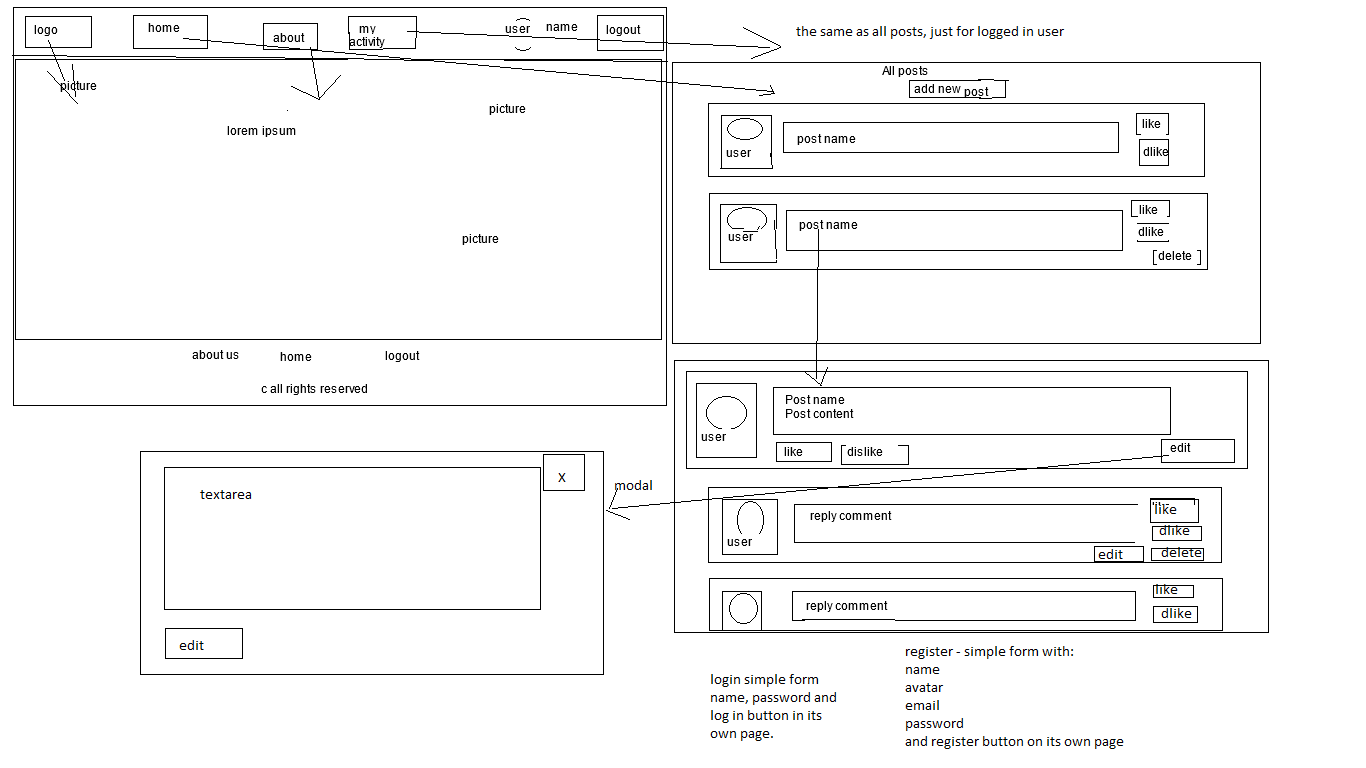 logo
home
about
my
activity
user
name
logout
picture
picture
lorem ipsum
picture
about us
home
logout
c all rights reserved
the same as all posts, just for logged in user
All posts
add new post
user
post name
like
dlike
user
post name
like
dlike
delete
user
Post name
Post content
like
dislike
edit
user
reply comment
like
dlike
edit
delete
reply comment
like
dlike
modal
textarea
X
edit
login simple form
name, password and
log in button in its
own page.
register - simple form with:
name
avatar
email
password
and register button on its own page